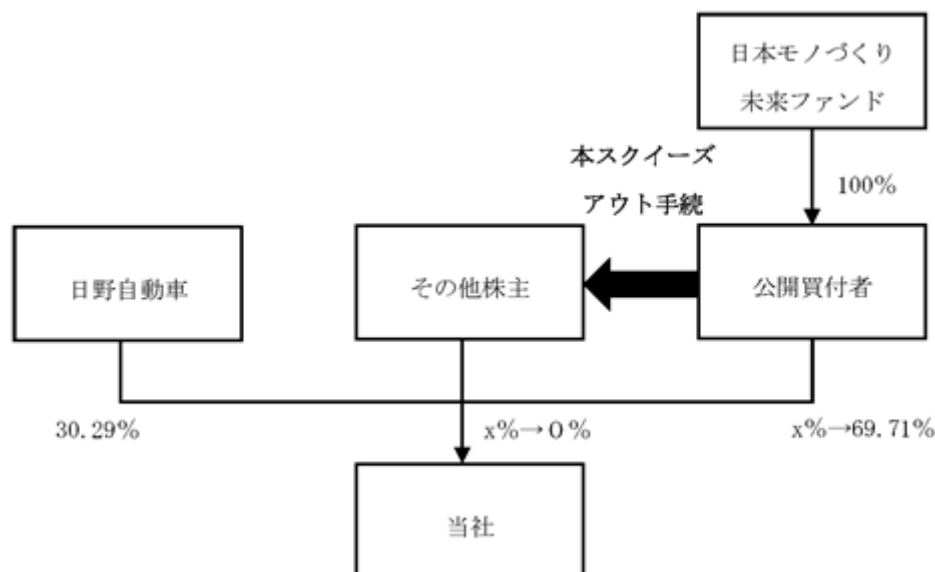 日本モノづくり
未来ファンド
本スクイーズ
アウト手続
100%
日野自動車
その他株主
公開買付者
30.29%
x%→0%
x%→69.71%
当社